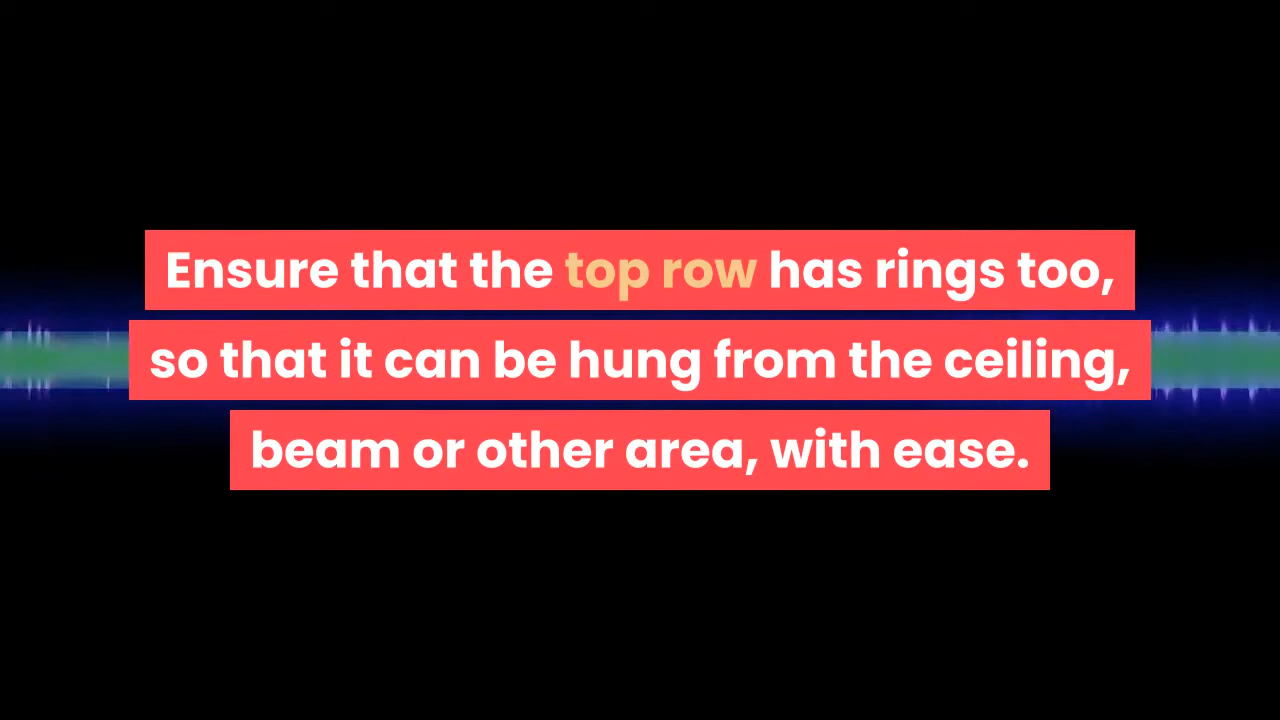 Ensure that the top row has rings too,
so that it can be hung from the ceiling,
beam or other area, with ease.